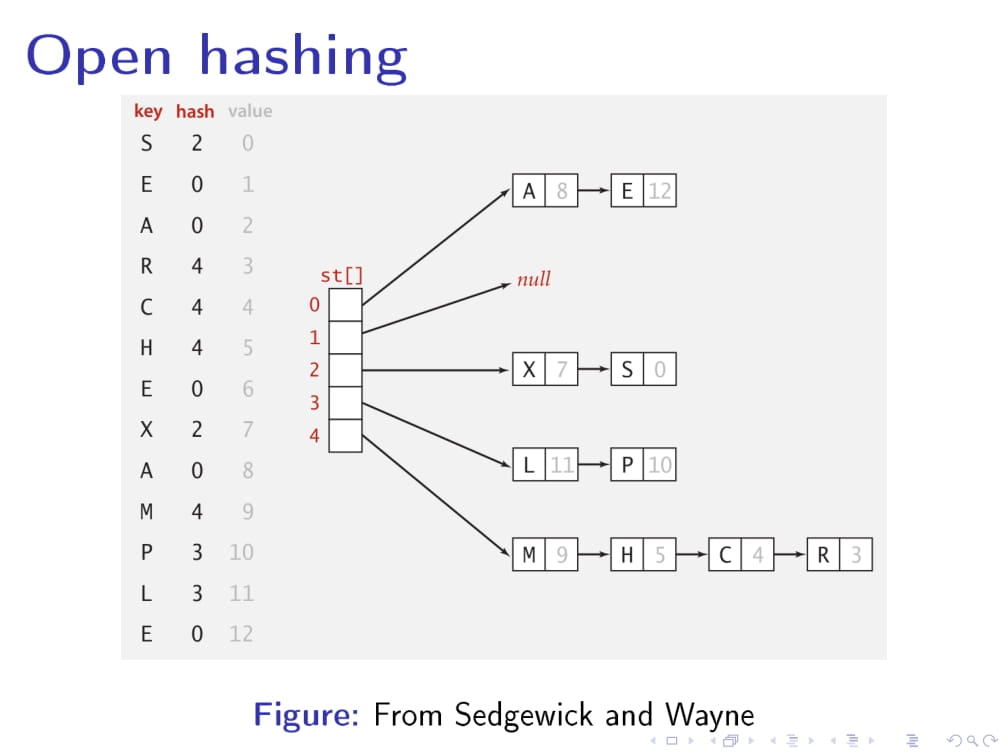 Open hashing
key hash value
S 2 0
E 0 1
A 0 2
R 4 3
C 4 4
H 4 5
E 0 6
X 2 7
A 0 8
M 4 9
P 3 10
L 3 11
E 0 12
st[]
0
1
2
3
4
A 8 E 12
null
X 7 S 0
L 11 P 10
M 9 H 5 C 4 R 3
Figure: From Sedgewick and Wayne